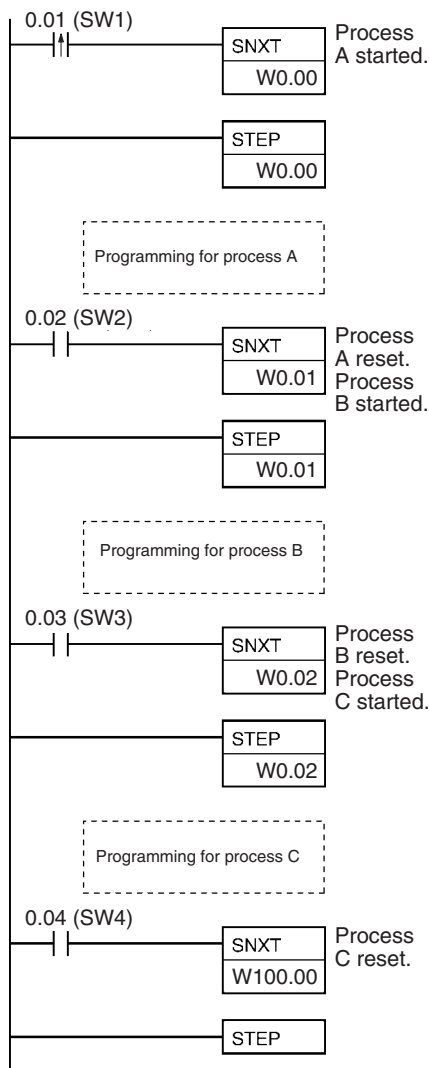 0.01 (SW1)
SNXT
W0.00
Process
A started.
STEP
W0.00
Programming for process A
0.02 (SW2)
SNXT
W0.01
Process
A reset.
Process
B started.
STEP
W0.01
Programming for process B
0.03 (SW3)
SNXT
W0.02
Process
B reset.
Process
C started.
STEP
W0.02
Programming for process C
0.04 (SW4)
SNXT
W100.00
Process
C reset.
STEP